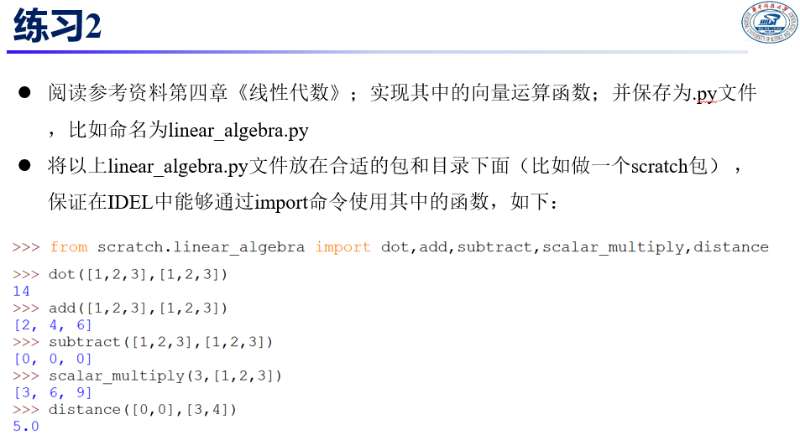 练习2
● 阅读参考资料第四章《线性代数》；实现其中的向量运算函数；并保存为.py文件
，比如命名为linear_algebra.py
● 将以上linear_algebra.py文件放在合适的包和目录下面（比如做一个scratch包），
保证在IDEL中能够通过import命令使用其中的函数，如下：
>>> from scratch.linear_algebra import dot,add,subtract,scalar_multiply,distance
>>> dot([1,2,3],[1,2,3])
14
>>> add([1,2,3],[1,2,3])
[2, 4, 6]
>>> subtract([1,2,3],[1,2,3])
[0, 0, 0]
>>> scalar_multiply(3,[1,2,3])
[3, 6, 9]
>>> distance([0,0],[3,4])
5.0